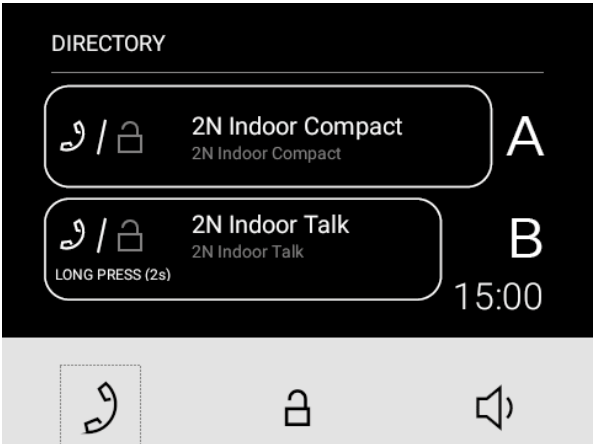 DIRECTORY
2N Indoor Compact
2N Indoor Compact
A
2N Indoor Talk
2N Indoor Talk
LONG PRESS (2s)
B
15:00